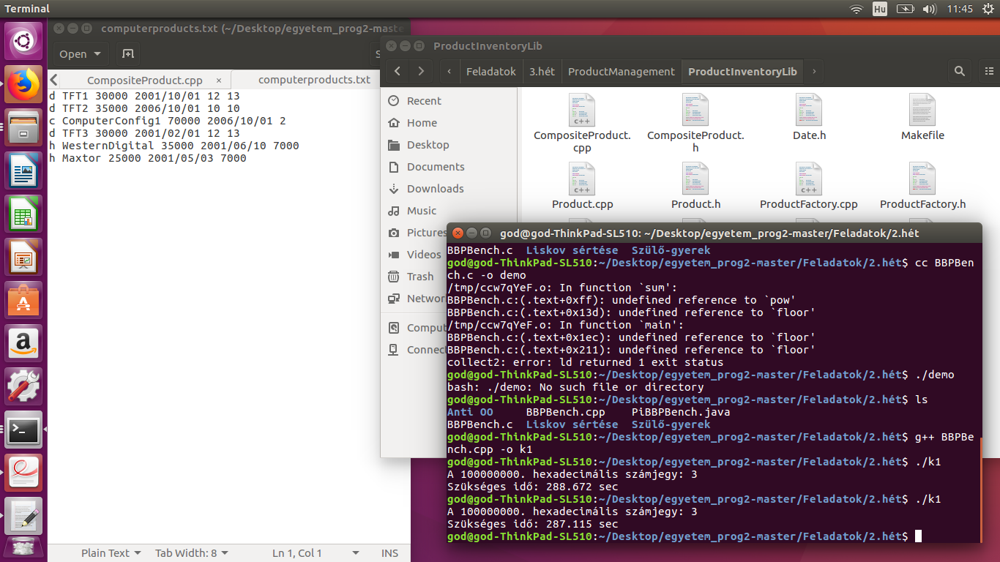 Terminal
Hu
11:45
computerproducts.txt (~/Desktop/egyetem_prog2-maste
Open
S
CompositeProduct.cpp ×
computerproducts.txt
d TFT1 30000 2001/10/01 12 13
d TFT2 35000 2006/10/01 10 10
c ComputerConfig1 70000 2006/10/01 2
d TFT3 30000 2001/02/01 12 13
h WesternDigital 35000 2001/06/10 7000
h Maxtor 25000 2001/05/03 7000
Plain Text
Tab Width: 8
Ln 1, Col 1
INS
ProductInventoryLib
Feladatok
3.hét
ProductManagement
ProductInventoryLib
Recent
Home
Desktop
Documents
Downloads
Music
Pictures
Videos
Trash
Networ
Comput
Connec
CompositeProduct.
cpp
CompositeProduct.
h
Date.h
Makefile
Product.cpp
Product.h
ProductFactory.cpp
ProductFactory.h
god@god-ThinkPad-SL510: ~/Desktop/egyetem_prog2-master/Feladatok/2.hét
BBPBench.c  Liskov sértése  Szülő-gyerek
god@god-ThinkPad-SL510:~/Desktop/egyetem_prog2-master/Feladatok/2.hét$ cc BBPBen
ch.c -o demo
/tmp/ccw7qYeF.o: In function `sum':
BBPBench.c:(.text+0xff): undefined reference to `pow'
BBPBench.c:(.text+0x13d): undefined reference to `floor'
/tmp/ccw7qYeF.o: In function `main':
BBPBench.c:(.text+0x1ec): undefined reference to `floor'
BBPBench.c:(.text+0x211): undefined reference to `floor'
collect2: error: ld returned 1 exit status
god@god-ThinkPad-SL510:~/Desktop/egyetem_prog2-master/Feladatok/2.hét$ ./demo
bash: ./demo: No such file or directory
god@god-ThinkPad-SL510:~/Desktop/egyetem_prog2-master/Feladatok/2.hét$ ls
Anti OO     BBPBench.cpp    PiBBPBench.java
BBPBench.c  Liskov sértése  Szülő-gyerek
god@god-ThinkPad-SL510:~/Desktop/egyetem_prog2-master/Feladatok/2.hét$ g++ BBPBe
nch.cpp -o k1
god@god-ThinkPad-SL510:~/Desktop/egyetem_prog2-master/Feladatok/2.hét$ ./k1
A 100000000. hexadecimális számjegy: 3
Szükséges idő: 288.672 sec
god@god-ThinkPad-SL510:~/Desktop/egyetem_prog2-master/Feladatok/2.hét$ ./k1
A 100000000. hexadecimális számjegy: 3
Szükséges idő: 287.115 sec
god@god-ThinkPad-SL510:~/Desktop/egyetem_prog2-master/Feladatok/2.hét$